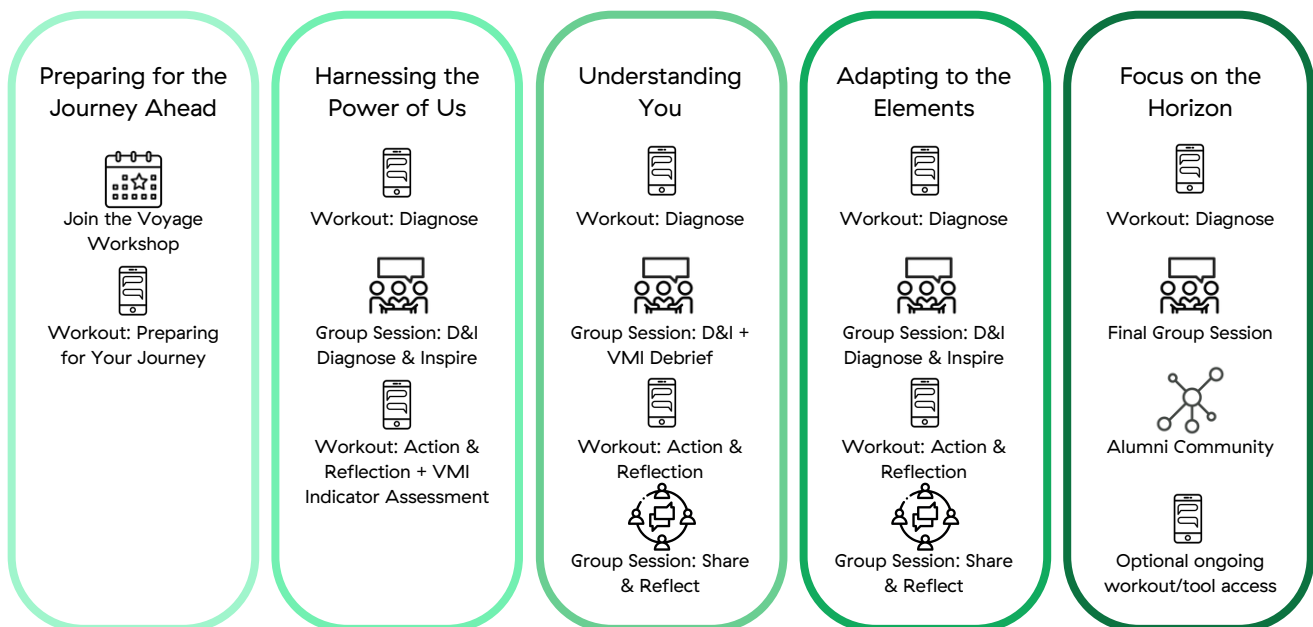 Preparing for the
Journey Ahead
Join the Voyage
Workshop
Workout: Preparing
for Your Journey
Harnessing the
Power of Us
Workout: Diagnose
Group Session: D&I
Diagnose & Inspire
Workout: Action &
Reflection + VMI
Indicator Assessment
Understanding
You
Workout: Diagnose
Group Session: D&I +
VMI Debrief
Workout: Action &
Reflection
Group Session: Share
& Reflect
Adapting to the
Elements
Workout: Diagnose
Group Session: D&I
Diagnose & Inspire
Workout: Action &
Reflection
Group Session: Share
& Reflect
Focus on the
Horizon
Workout: Diagnose
Final Group Session
Alumni Community
Optional ongoing
workout/tool access